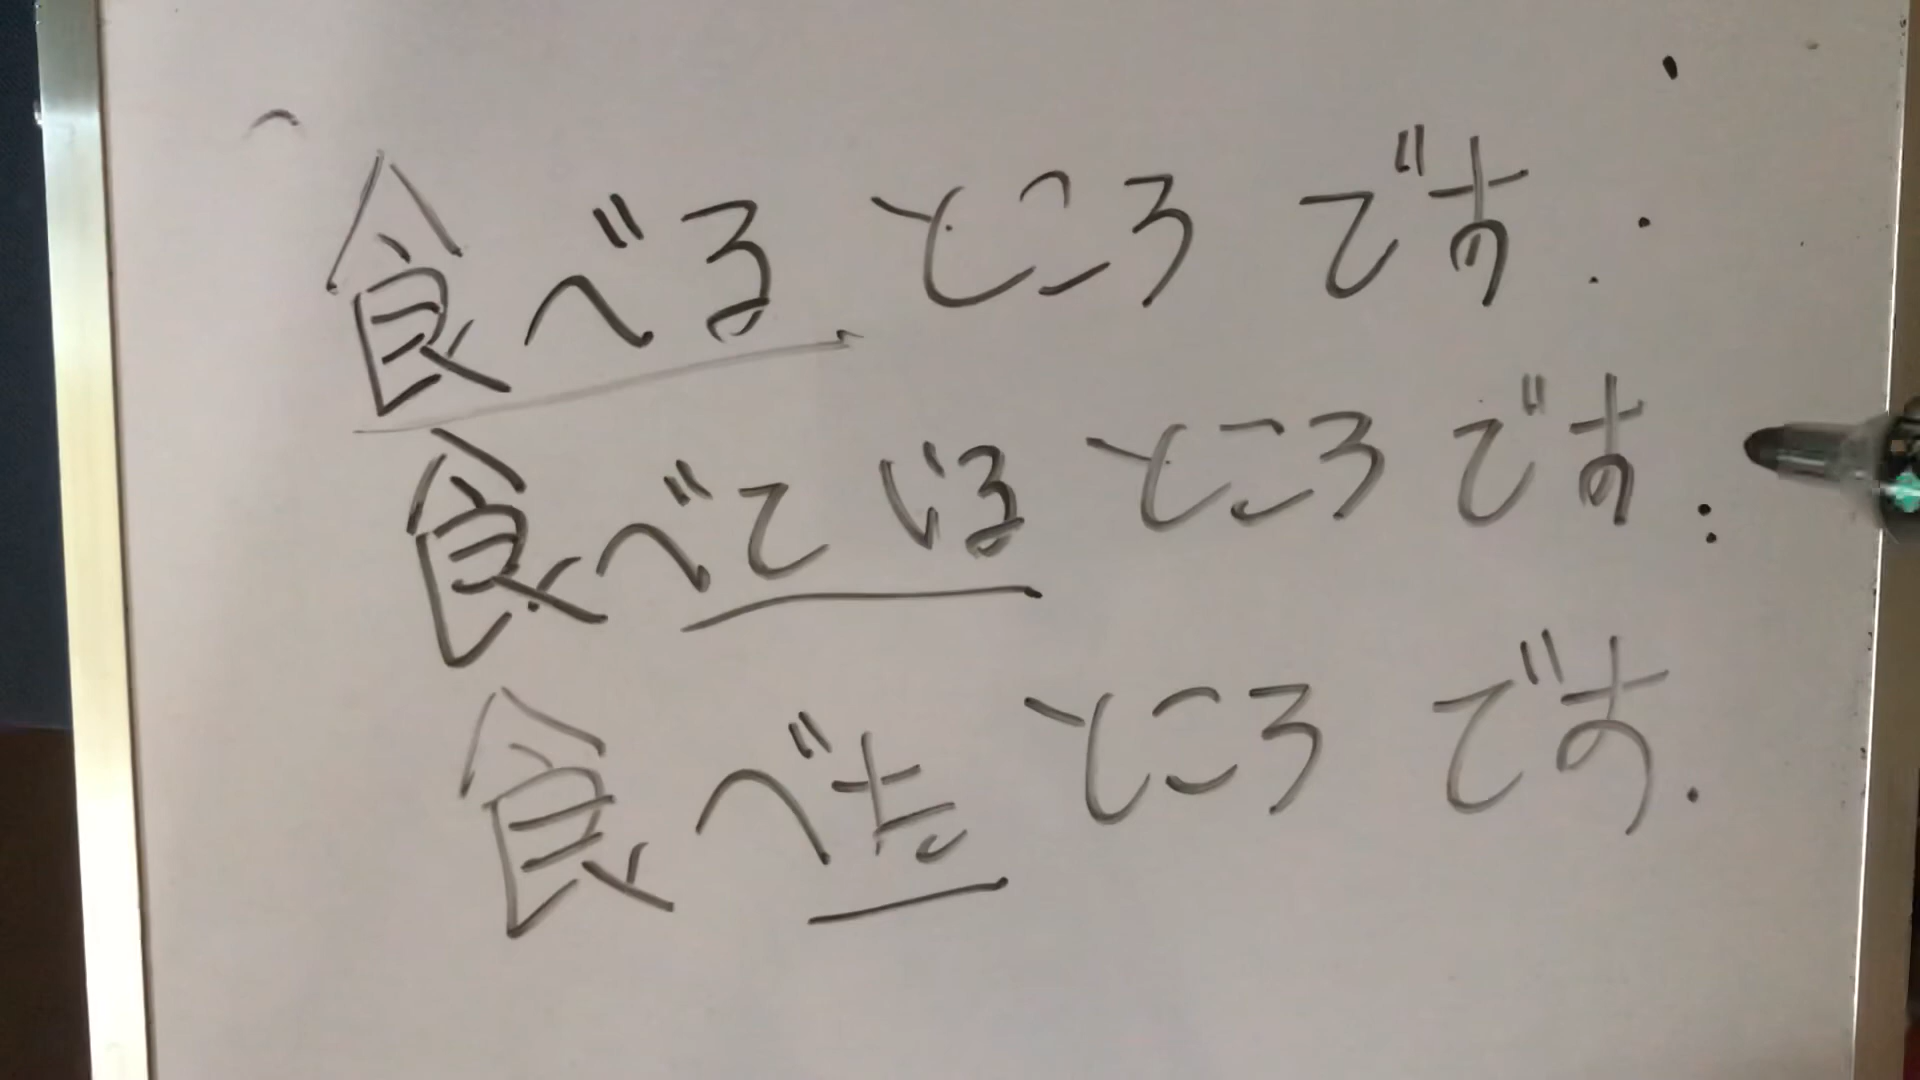 食べる ところ です.
食べて いる ところ です.
食べた ところ です.